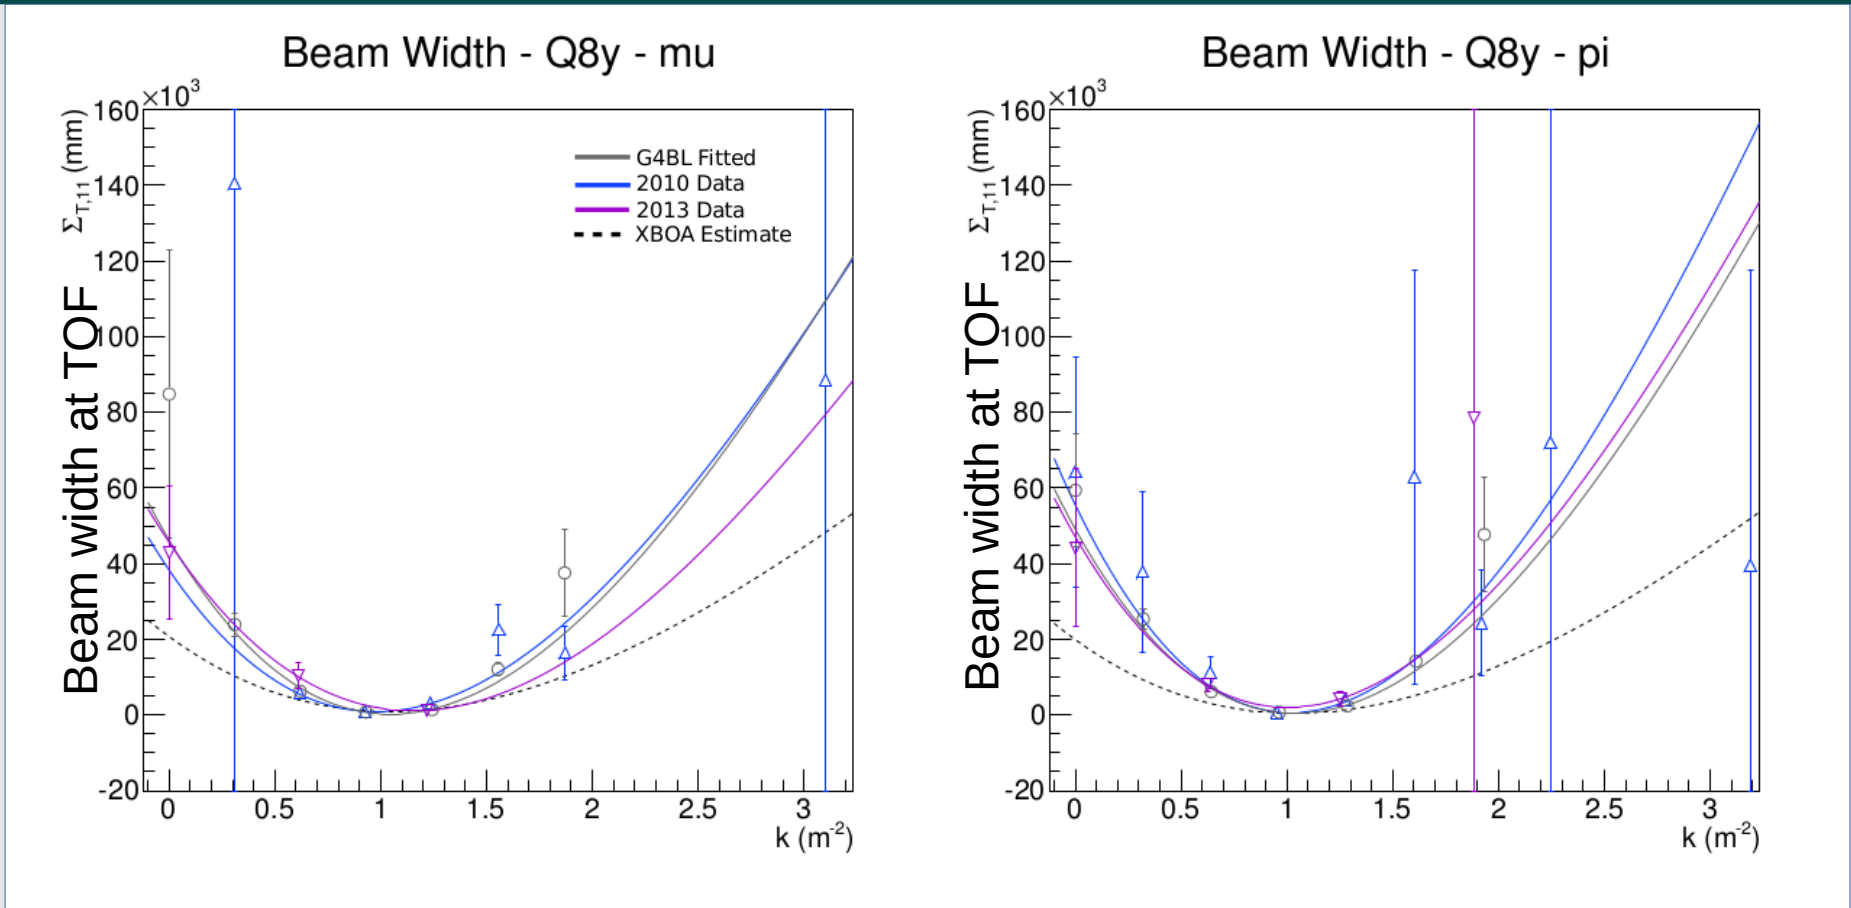 Beam Width - Q8y - mu
×10³
160
140
120
100
80
60
40
20
0
-20
Σ_T,11 (mm)
Beam width at TOF
G4BL Fitted
2010 Data
2013 Data
XBOA Estimate
0 0.5 1 1.5 2 2.5 3
k (m⁻²)
Beam Width - Q8y - pi
×10³
160
140
120
100
80
60
40
20
0
-20
Σ_T,11 (mm)
Beam width at TOF
0 0.5 1 1.5 2 2.5 3
k (m⁻²)